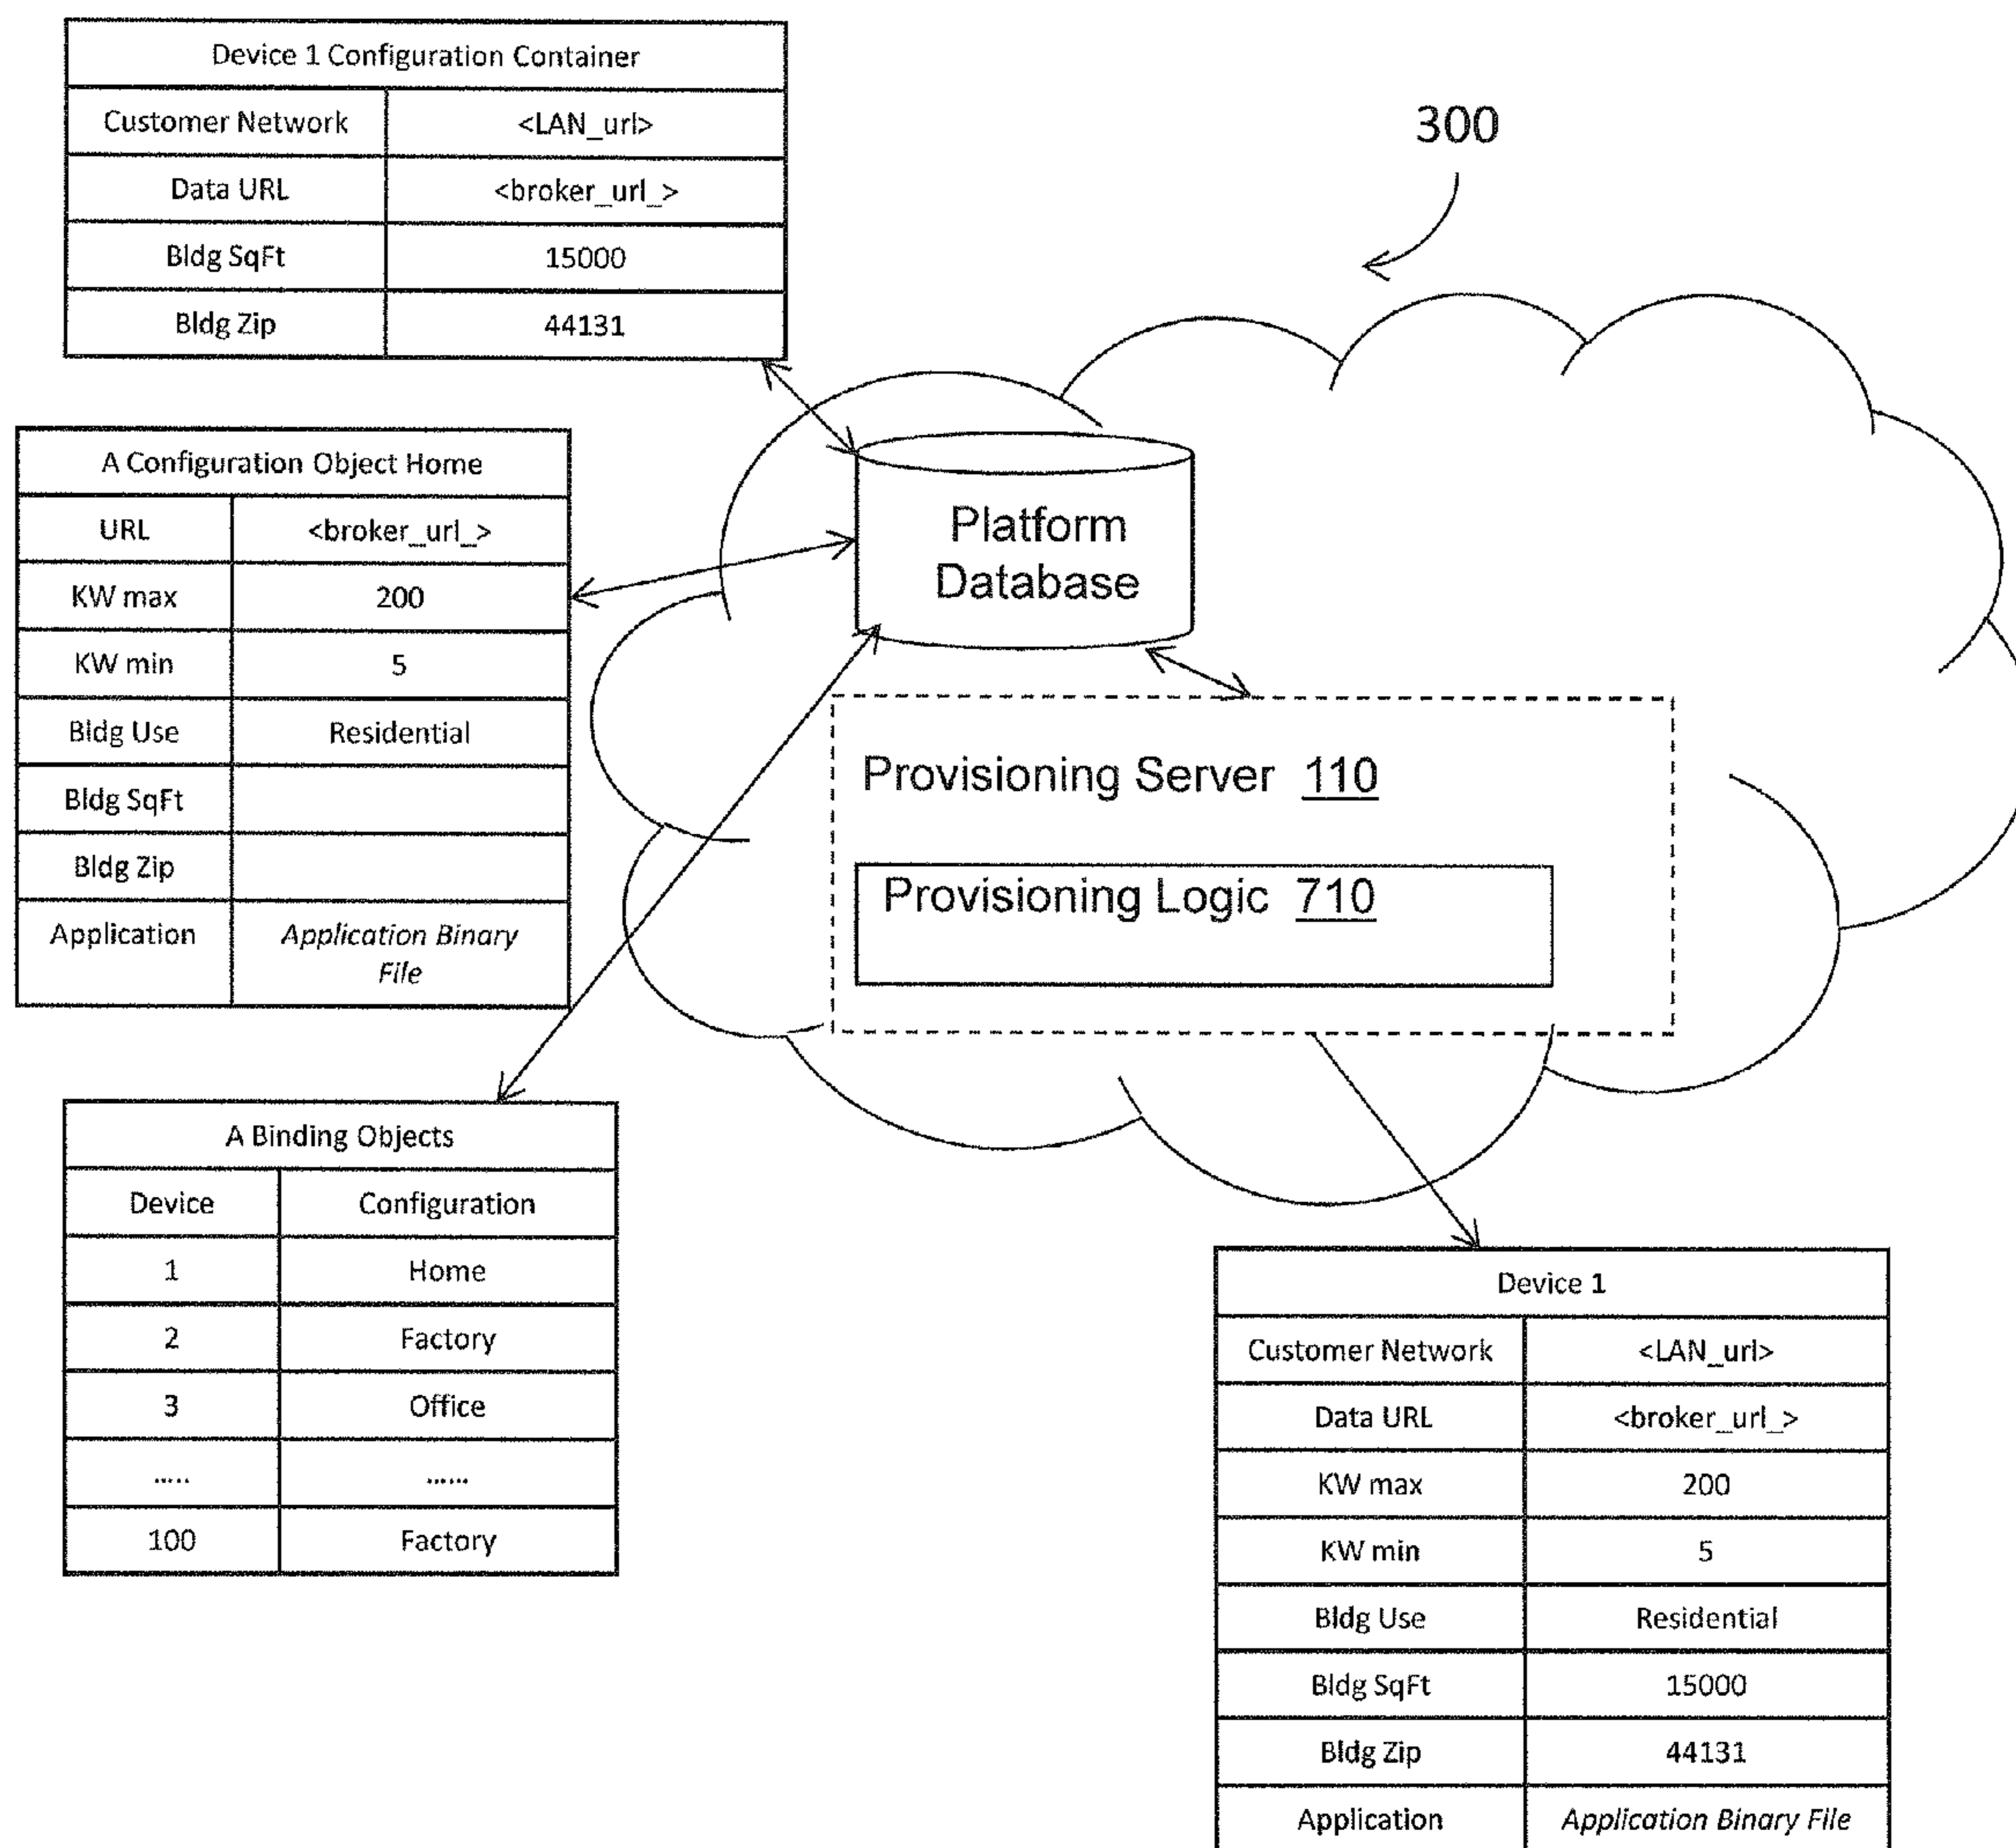 Device 1 Configuration Container
Customer Network <LAN_url>
Data URL <broker_url_>
Bldg SqFt 15000
Bldg Zip 44131
300
A Configuration Object Home
URL <broker_url_>
KW max 200
KW min 5
Bldg Use Residential
Bldg SqFt
Bldg Zip
Application Application Binary
File
Platform
Database
Provisioning Server 110
Provisioning Logic 710
A Binding Objects
Device Configuration
1 Home
2 Factory
3 Office
..... ......
100 Factory
Device 1
Customer Network <LAN_url>
Data URL <broker_url_>
KW max 200
KW min 5
Bldg Use Residential
Bldg SqFt 15000
Bldg Zip 44131
Application Application Binary File